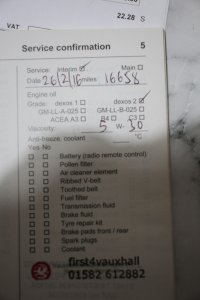 22.28 S
VAT
Service confirmation 5
Service: Interim ☑ Main ☐
Date 26/2/16 miles 16658
Engine oil
Grade: dexos 1 ☐ dexos 2 ☑
GM-LL-A-025 ☐ GM-LL-B-025 ☐
ACEA A3 ☐ B4 ☐ C3 ☐
Viscosity: 5 W- 30
Anti-freeze, coolant °C
Yes No
☐ ☐ Battery (radio remote control)
☐ ☐ Pollen filter
☐ ☐ Air cleaner element
☐ ☐ Ribbed V-belt
☐ ☐ Toothed belt
☐ ☐ Fuel filter
☐ ☐ Transmission fluid
☐ ☐ Brake fluid
☐ ☐ Tyre repair kit
☐ ☐ Brake pads front / rear
☐ ☐ Spark plugs
☐ ☐ Coolant
first4vauxhall
01582 612882